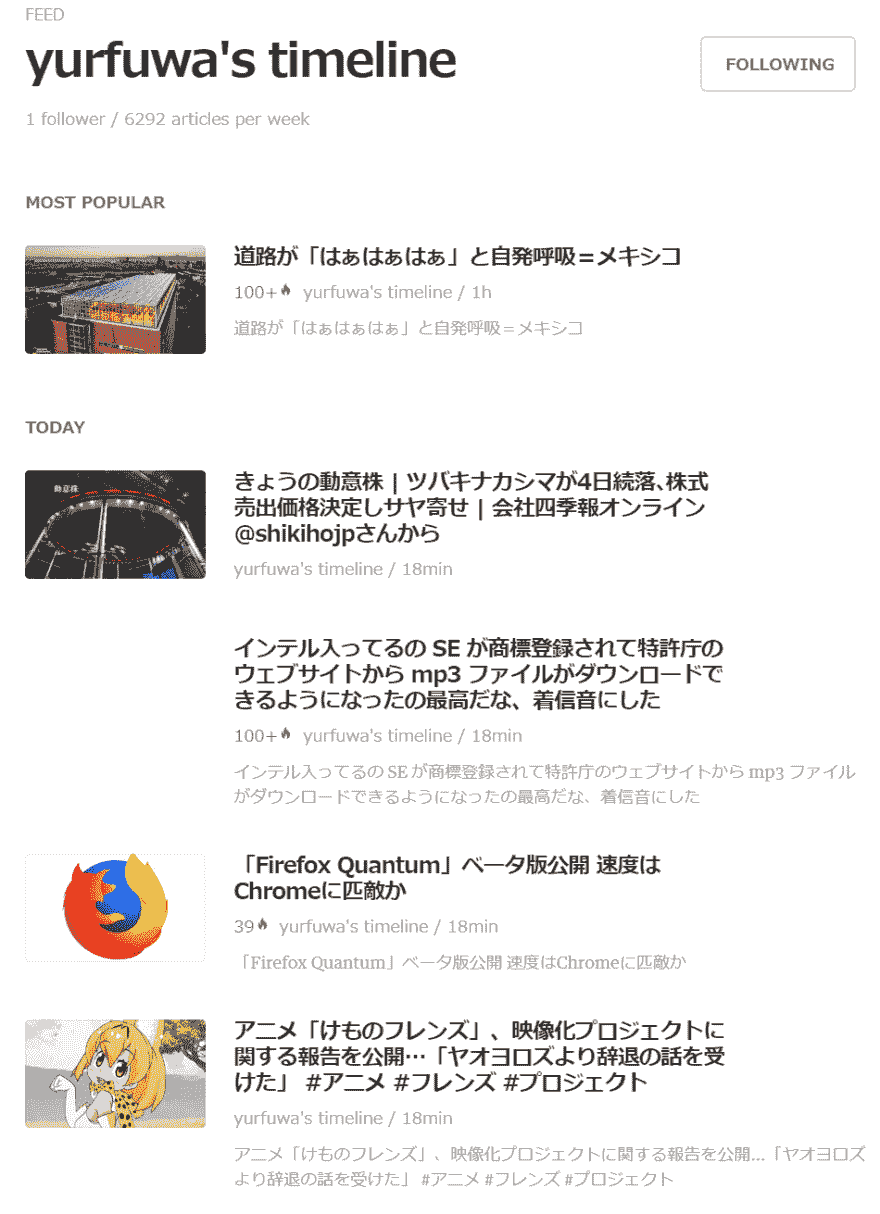 FEED
yurfuwa's timeline
FOLLOWING
1 follower / 6292 articles per week
MOST POPULAR
道路が「はぁはぁはぁ」と自発呼吸＝メキシコ
100+ yurfuwa's timeline / 1h
道路が「はぁはぁはぁ」と自発呼吸＝メキシコ
TODAY
動意株
きょうの動意株 | ツバキナカシマが4日続落､株式
売出価格決定しサヤ寄せ | 会社四季報オンライン
@shikihojpさんから
yurfuwa's timeline / 18min
インテル入ってるの SE が商標登録されて特許庁の
ウェブサイトから mp3 ファイルがダウンロードで
きるようになったの最高だな、着信音にした
100+ yurfuwa's timeline / 18min
インテル入ってるの SE が商標登録されて特許庁のウェブサイトから mp3 ファイル
がダウンロードできるようになったの最高だな、着信音にした
「Firefox Quantum」ベータ版公開 速度は
Chromeに匹敵か
39 yurfuwa's timeline / 18min
「Firefox Quantum」ベータ版公開 速度はChromeに匹敵か
アニメ「けものフレンズ」、映像化プロジェクトに
関する報告を公開…「ヤオヨロズより辞退の話を受
けた」 #アニメ #フレンズ #プロジェクト
yurfuwa's timeline / 18min
アニメ「けものフレンズ」、映像化プロジェクトに関する報告を公開…「ヤオヨロズ
より辞退の話を受けた」 #アニメ #フレンズ #プロジェクト